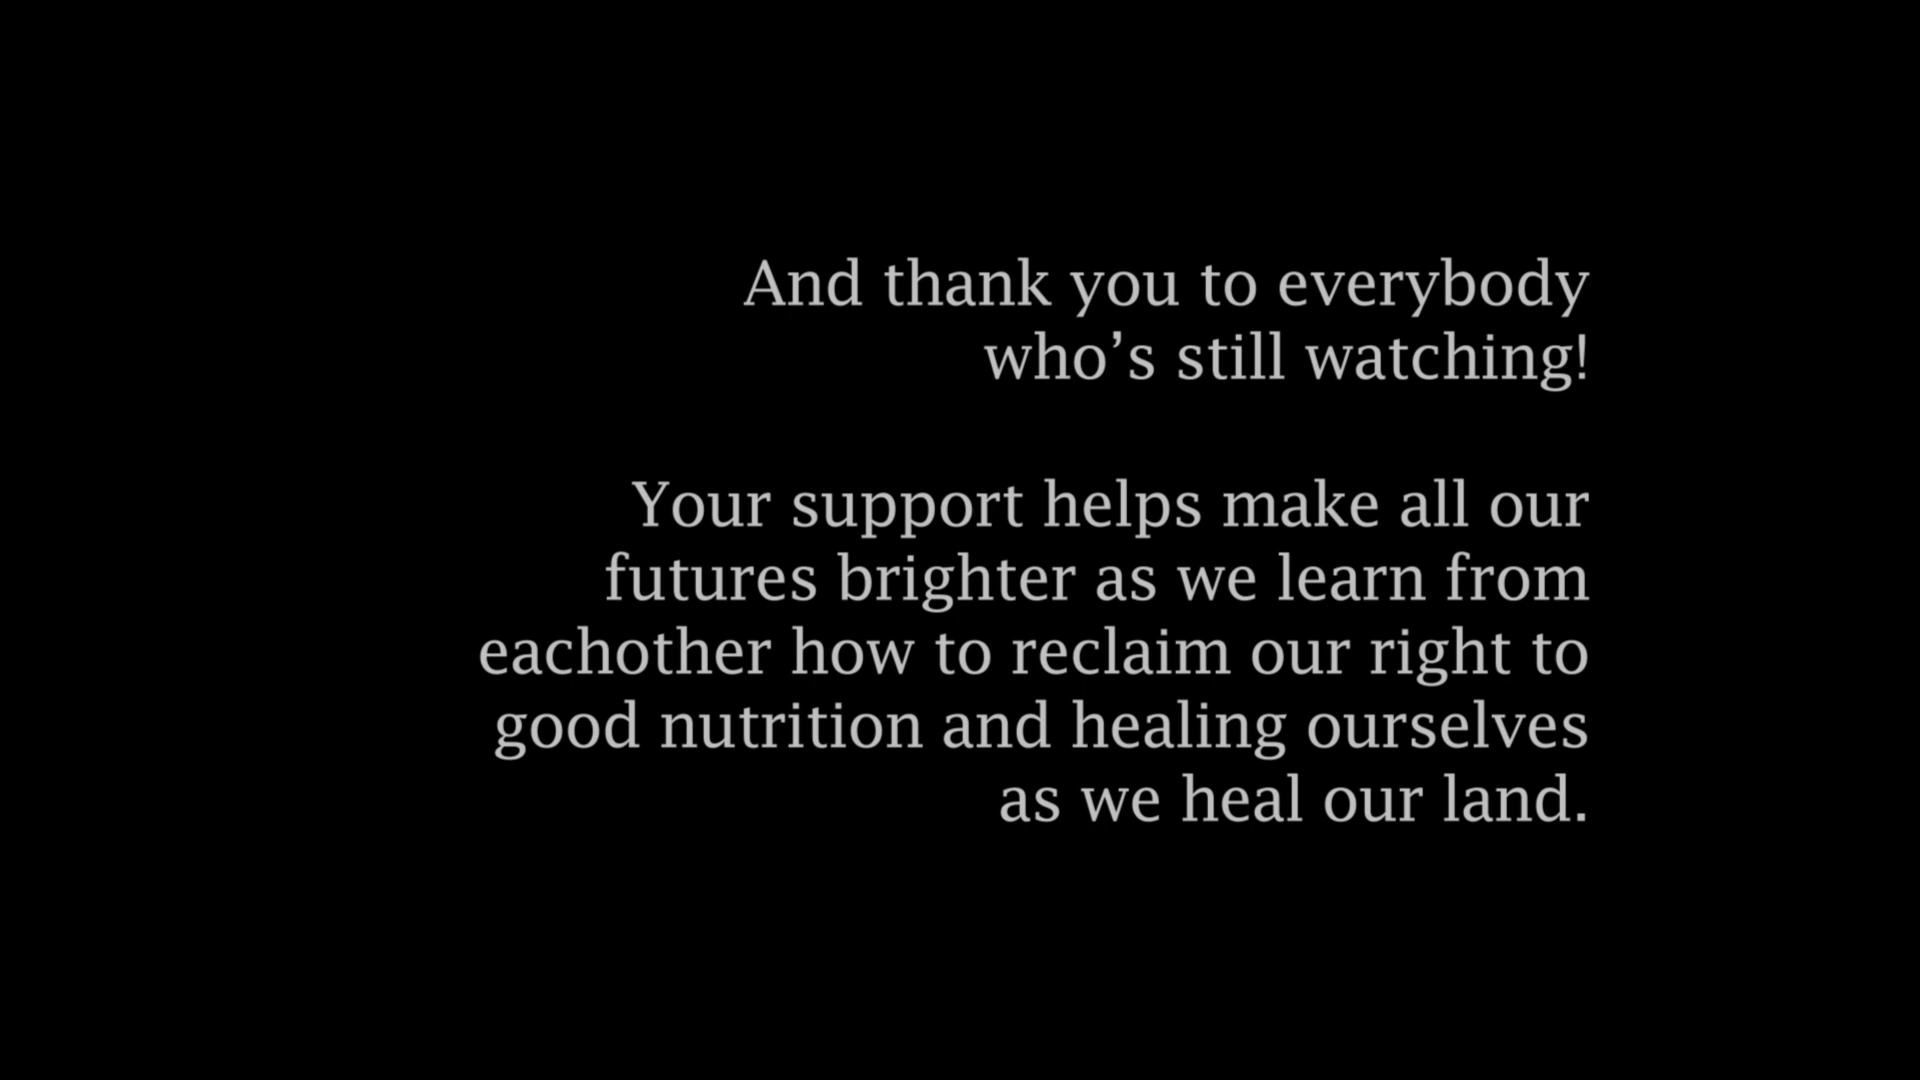 And thank you to everybody
who’s still watching!
Your support helps make all our
futures brighter as we learn from
eachother how to reclaim our right to
good nutrition and healing ourselves
as we heal our land.